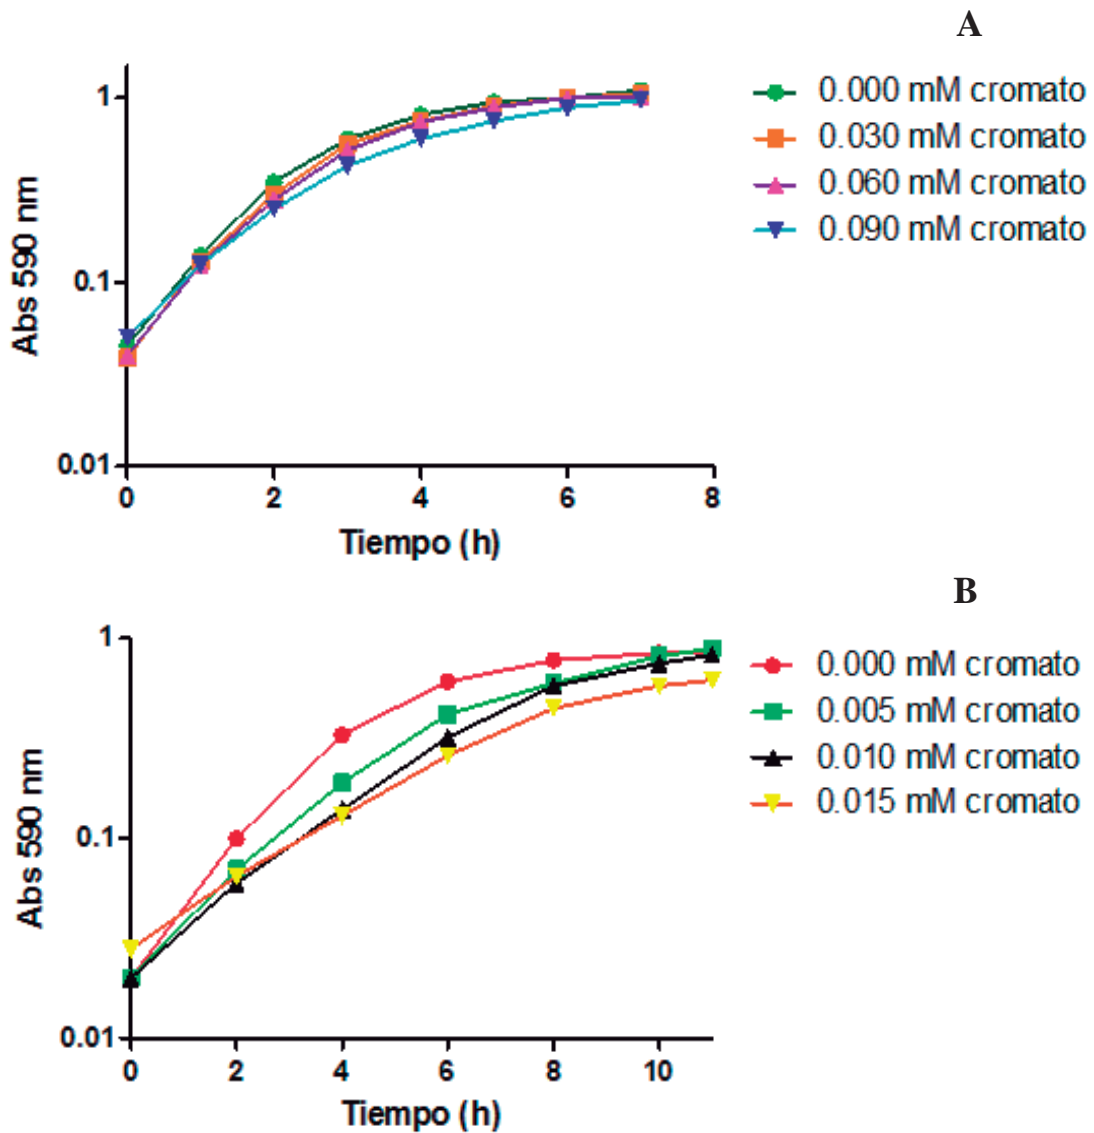 A
0.000 mM cromato
0.030 mM cromato
0.060 mM cromato
0.090 mM cromato
1
0.1
0.01
Abs 590 nm
0 2 4 6 8
Tiempo (h)
B
0.000 mM cromato
0.005 mM cromato
0.010 mM cromato
0.015 mM cromato
1
0.1
0.01
Abs 590 nm
0 2 4 6 8 10
Tiempo (h)